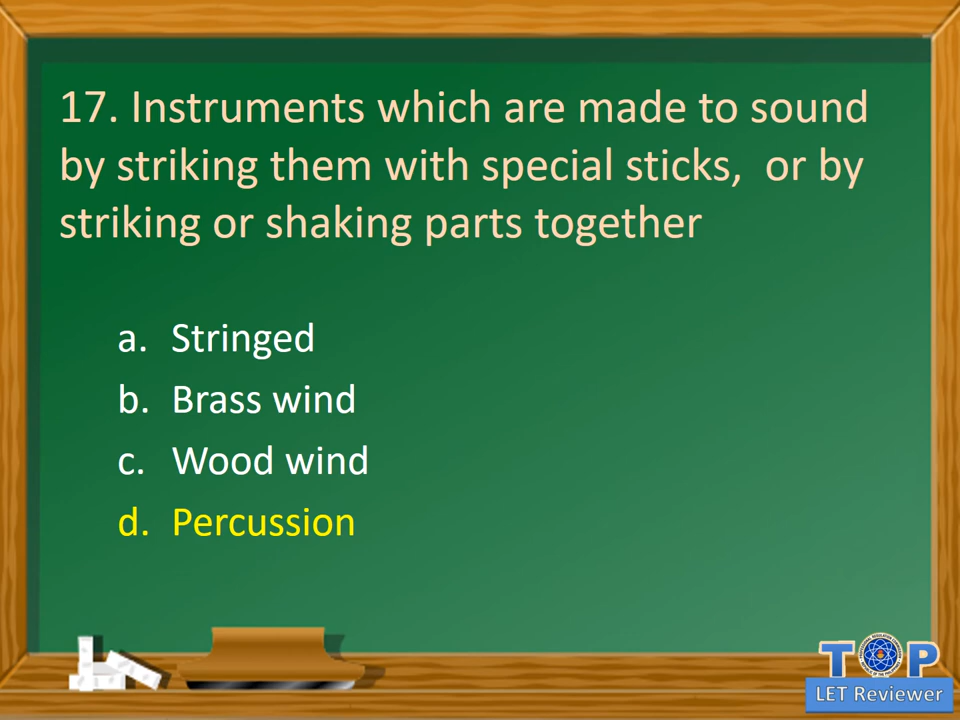 17. Instruments which are made to sound
by striking them with special sticks, or by
striking or shaking parts together
a. Stringed
b. Brass wind
c. Wood wind
d. Percussion
TOP
LET Reviewer